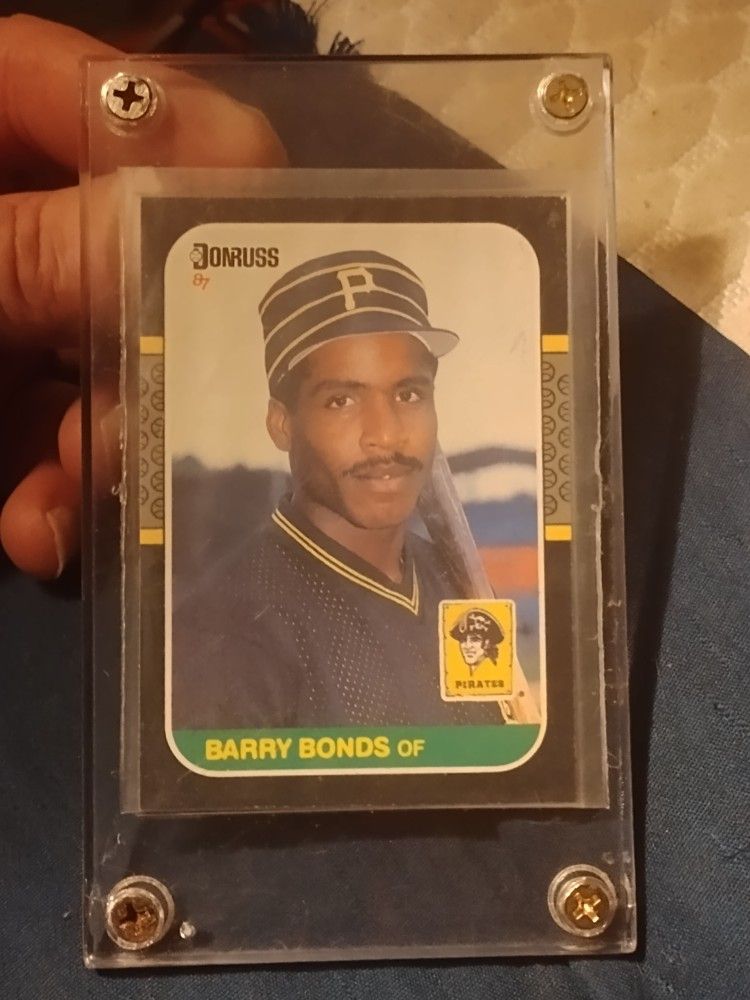 DONRUSS
87
P
PIRATES
BARRY BONDS OF